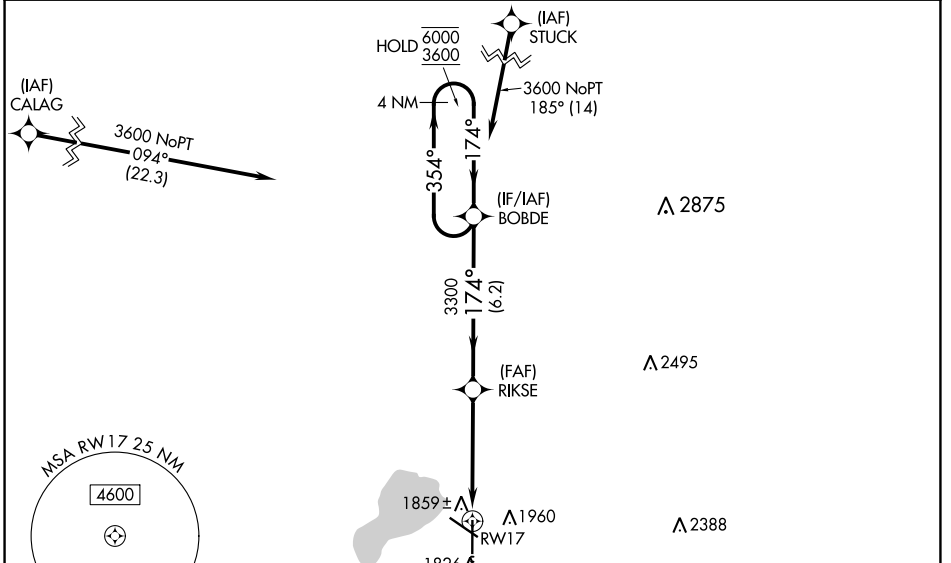 (IAF)
STUCK
HOLD 6000
3600
3600 NoPT
185° (14)
4 NM
(IAF)
CALAG
3600 NoPT
094°
(22.3)
174°
354°
(IF/IAF)
BOBDE
2875
3300
174°
(6.2)
2495
(FAF)
RIKSE
MSA RW17 25 NM
4600
1859±
1960
2388
RW17